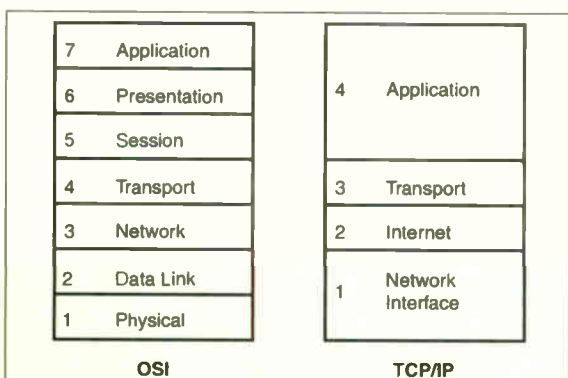 7 Application
6 Presentation
5 Session
4 Transport
3 Network
2 Data Link
1 Physical
OSI
4 Application
3 Transport
2 Internet
1 Network
Interface
TCP/IP